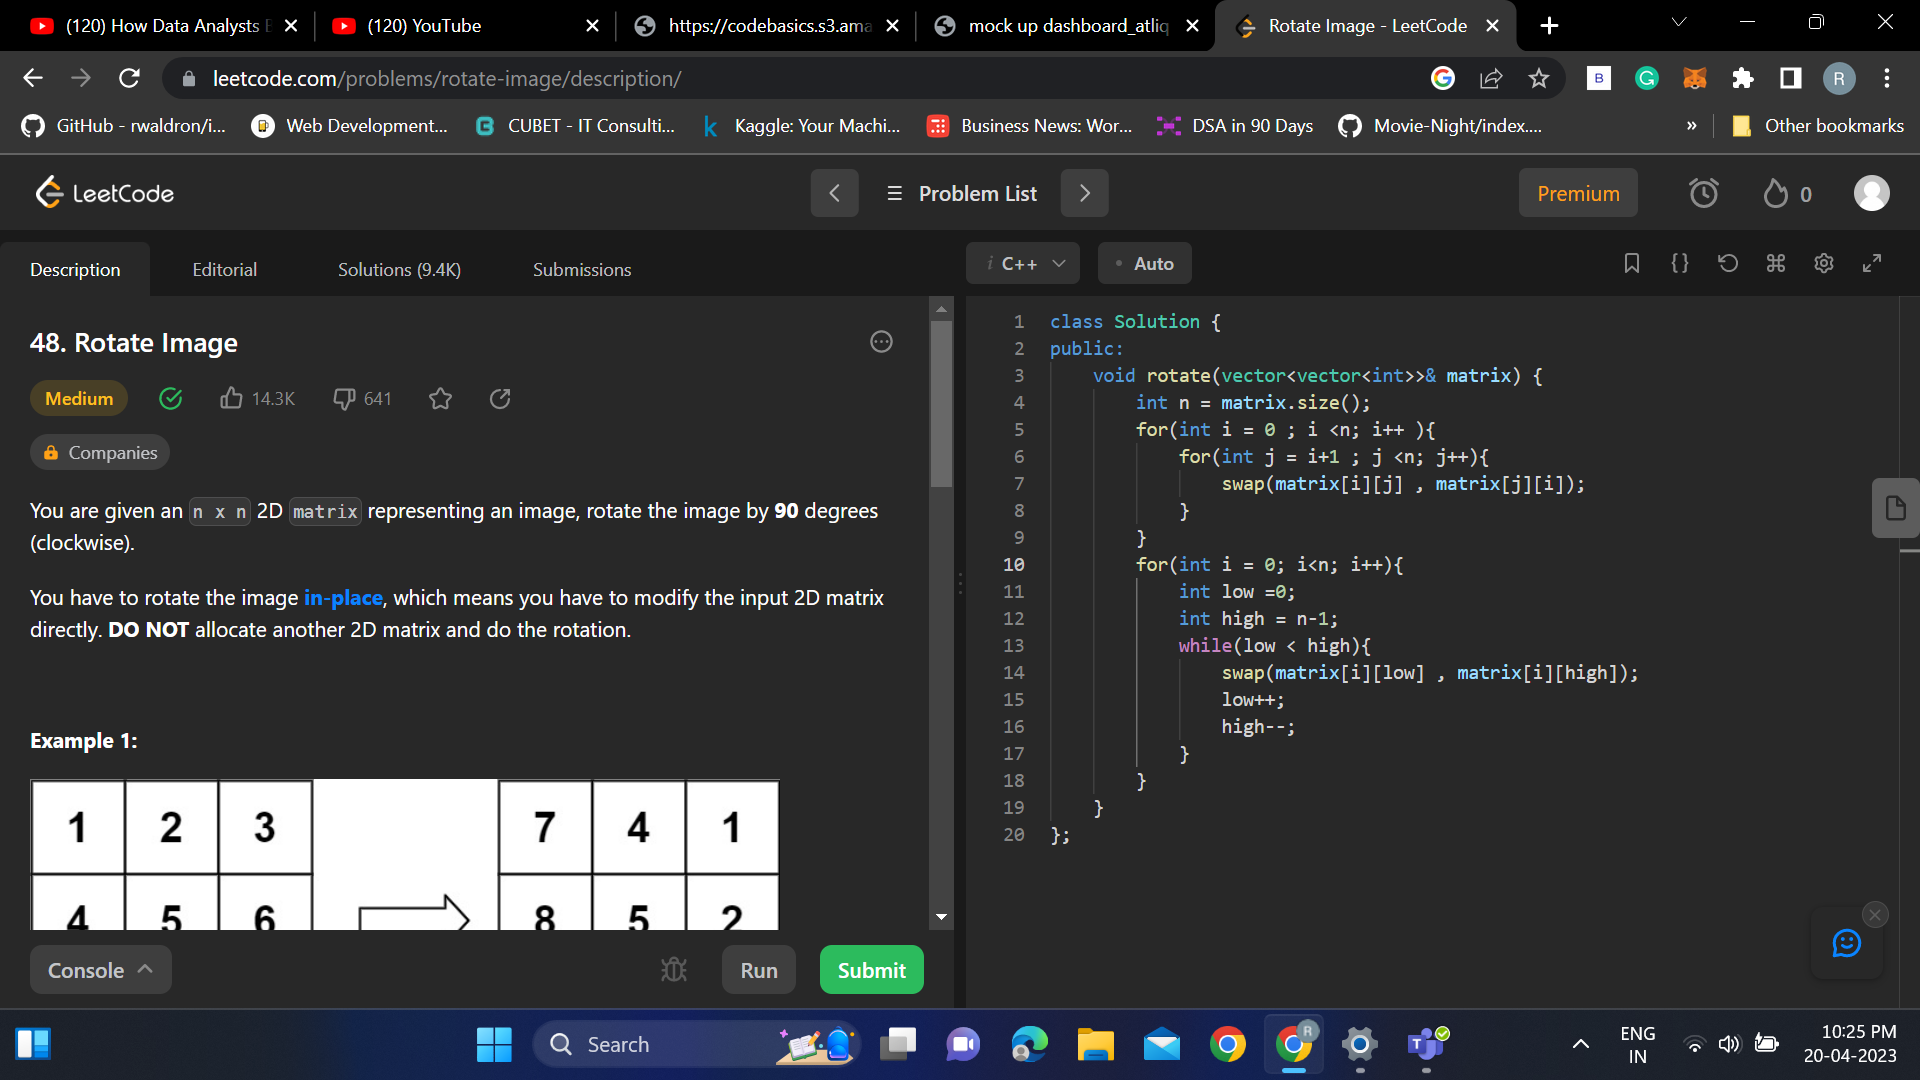 (120) How Data Analysts
(120) YouTube
https://codebasics.s3.ama
mock up dashboard_atliq
Rotate Image - LeetCode
leetcode.com/problems/rotate-image/description/
B
G
R
GitHub - rwaldron/i...
Web Development...
CUBET - IT Consulti...
Kaggle: Your Machi...
Business News: Wor...
DSA in 90 Days
Movie-Night/index....
»
Other bookmarks
LeetCode
Problem List
Premium
0
Description
Editorial
Solutions (9.4K)
Submissions
48. Rotate Image
Medium
14.3K
641
Companies
You are given an n x n 2D matrix representing an image, rotate the image by 90 degrees
(clockwise).
You have to rotate the image in-place, which means you have to modify the input 2D matrix
directly. DO NOT allocate another 2D matrix and do the rotation.
Example 1:
1 2 3 7 4 1
4 5 6 8 5 2
Console
Run
Submit
i C++
• Auto
{}
1 class Solution {
2 public:
3 void rotate(vector<vector<int>>& matrix) {
4 int n = matrix.size();
5 for(int i = 0 ; i <n; i++ ){
6 for(int j = i+1 ; j <n; j++){
7 swap(matrix[i][j] , matrix[j][i]);
8 }
9 }
10 for(int i = 0; i<n; i++){
11 int low =0;
12 int high = n-1;
13 while(low < high){
14 swap(matrix[i][low] , matrix[i][high]);
15 low++;
16 high--;
17 }
18 }
19 }
20 };
Search
R
ENG
IN
10:25 PM
20-04-2023